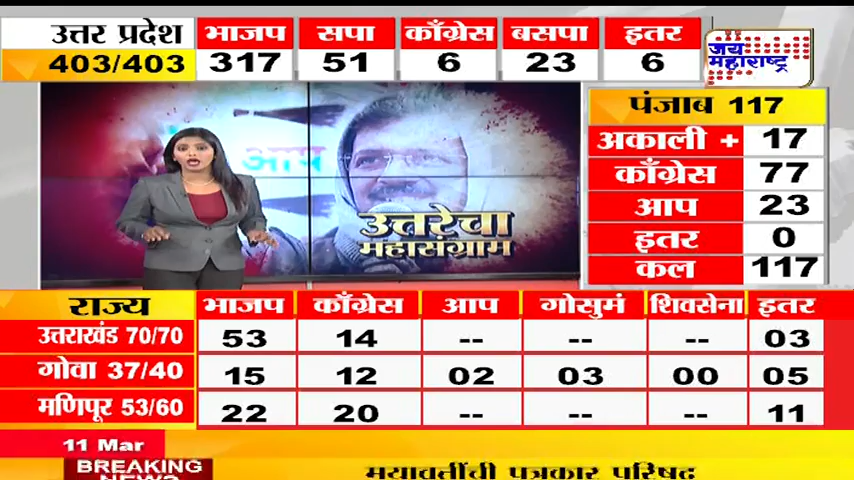 उत्तर प्रदेश भाजपा सपा काँग्रेस बसपा इतर
403/403 317 51 6 23 6
जय
महाराष्ट्र
आप
उत्तरेचा
महासंग्राम
पंजाब 117
अकाली + 17
काँग्रेस 77
आप 23
इतर 0
कल 117
राज्य भाजप काँग्रेस आप गोसुमं शिवसेना इतर
उत्तराखंड 70/70 53 14 -- -- -- 03
गोवा 37/40 15 12 02 03 00 05
मणिपूर 53/60 22 20 -- -- -- 11
11 Mar
BREAKING
NEWS
मयावतींची पत्रकार परिषद